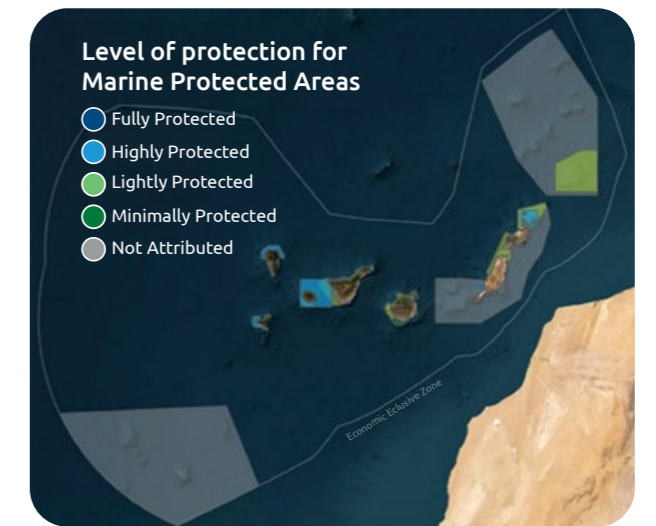 Level of protection for
Marine Protected Areas
Fully Protected
Highly Protected
Lightly Protected
Minimally Protected
Not Attributed
Economic Eclusive Zone